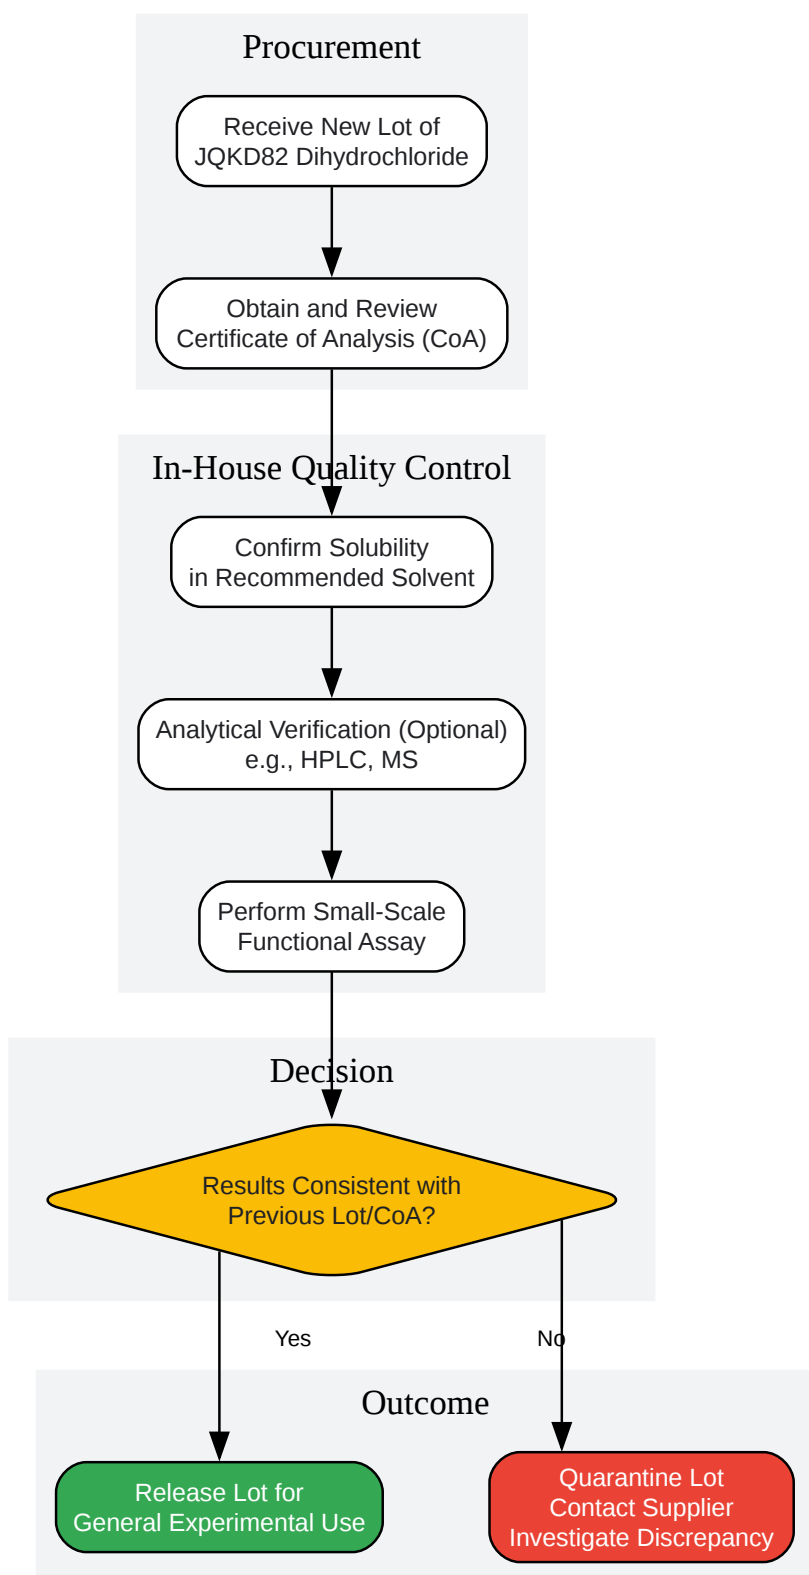 Procurement
Receive New Lot of
JQKD82 Dihydrochloride
Obtain and Review
Certificate of Analysis (CoA)
In-House Quality Control
Confirm Solubility
in Recommended Solvent
Analytical Verification (Optional)
e.g., HPLC, MS
Perform Small-Scale
Functional Assay
Decision
Results Consistent with
Previous Lot/CoA?
Yes
No
Outcome
Release Lot for
General Experimental Use
Quarantine Lot
Contact Supplier
Investigate Discrepancy